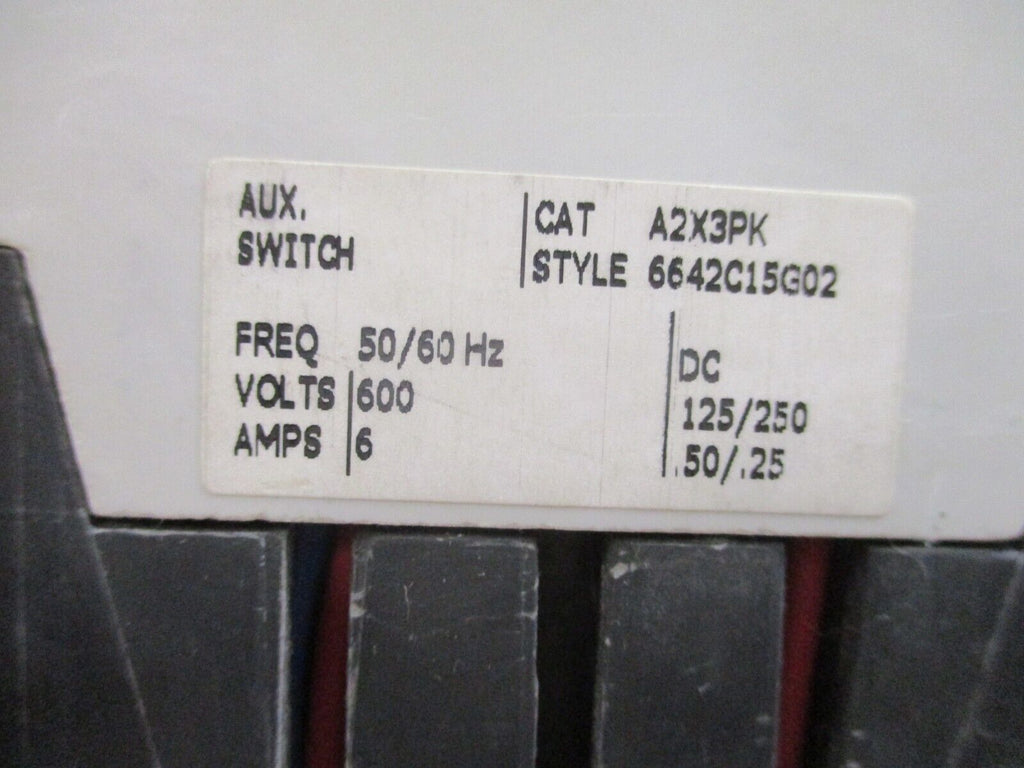 AUX. CAT A2X3PK
SWITCH STYLE 6642C15G02
FREQ 50/60 Hz DC
VOLTS 600 125/250
AMPS 6 .50/.25